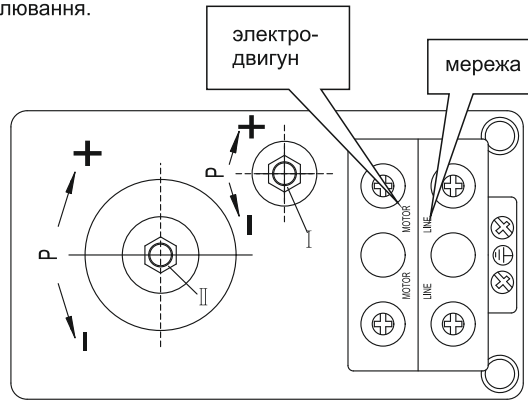 лювання.
электро-
двигун
мережа
+
+
P
P
-
-
I
II
MOTOR
LINE
MOTOR
LINE